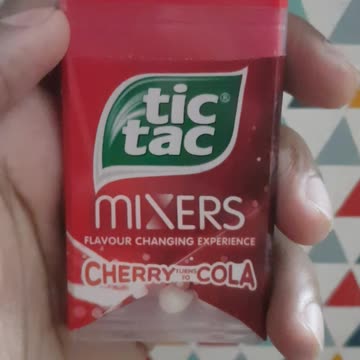 tic®
tac
MIXERS
FLAVOUR CHANGING EXPERIENCE
CHERRY TURNS TO COLA